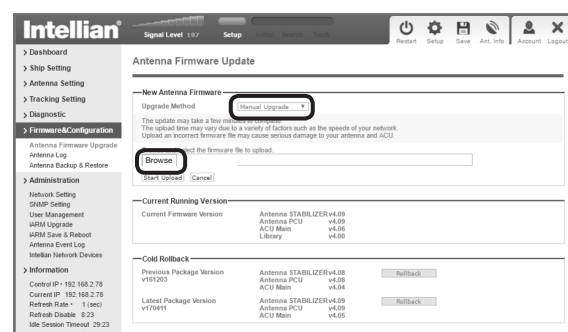 Intellian®
Signal Level 197 Setup Initial Search Track
Restart Setup Save Ant. Info Account Logout
> Dashboard
> Ship Setting
> Antenna Setting
> Tracking Setting
> Diagnostic
> Firmware&Configuration
Antenna Firmware Upgrade
Antenna Log
Antenna Backup & Restore
> Administration
Network Setting
SNMP Setting
User Management
iARM Upgrade
iARM Save & Reboot
Antenna Event Log
Intellian Network Devices
> Information
Control IP • 192.168.2.78
Current IP 192.168.2.78
Refresh Rate • 1 (sec)
Refresh Disable 8:23
Idle Session Timeout 29:23
Antenna Firmware Update
New Antenna Firmware
Upgrade Method Manual Upgrade ▼
The update may take a few minutes to complete.
The upload time may vary due to a variety of factors such as the speeds of your network.
Upload an incorrect firmware file may cause serious damage to your antenna and ACU.
select the firmware file to upload.
Browse
Start Upload Cancel
Current Running Version
Current Firmware Version Antenna STABILIZER v4.09
Antenna PCU v4.09
ACU Main v4.06
Library v4.00
Cold Rollback
Previous Package Version Antenna STABILIZER v4.08 Rollback
v161203 Antenna PCU v4.08
ACU Main v4.04
Latest Package Version Antenna STABILIZER v4.09 Rollback
v170411 Antenna PCU v4.09
ACU Main v4.05